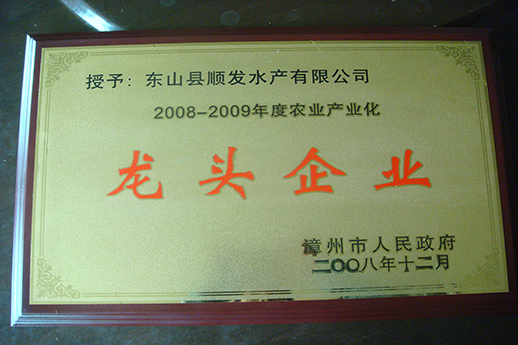 授予：东山县顺发水产有限公司
2008-2009年度农业产业化
龙头企业
漳州市人民政府
二〇〇八年十二月